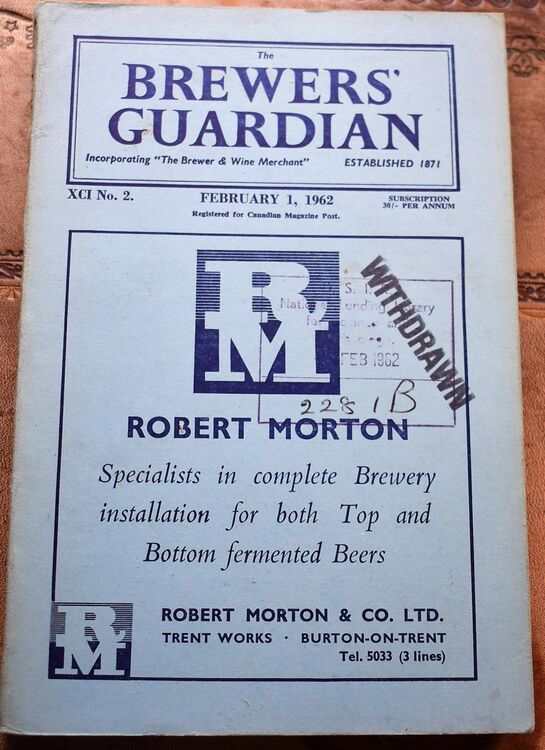 The
BREWERS'
GUARDIAN
Incorporating "The Brewer & Wine Merchant" ESTABLISHED 1871
XCI No. 2. FEBRUARY 1, 1962 SUBSCRIPTION
30/- PER ANNUM
Registered for Canadian Magazine Post.
RM
WITHDRAWN
Lending
FEB 1962
2281B
ROBERT MORTON
Specialists in complete Brewery
installation for both Top and
Bottom fermented Beers
RM
ROBERT MORTON & CO. LTD.
TRENT WORKS · BURTON-ON-TRENT
Tel. 5033 (3 lines)